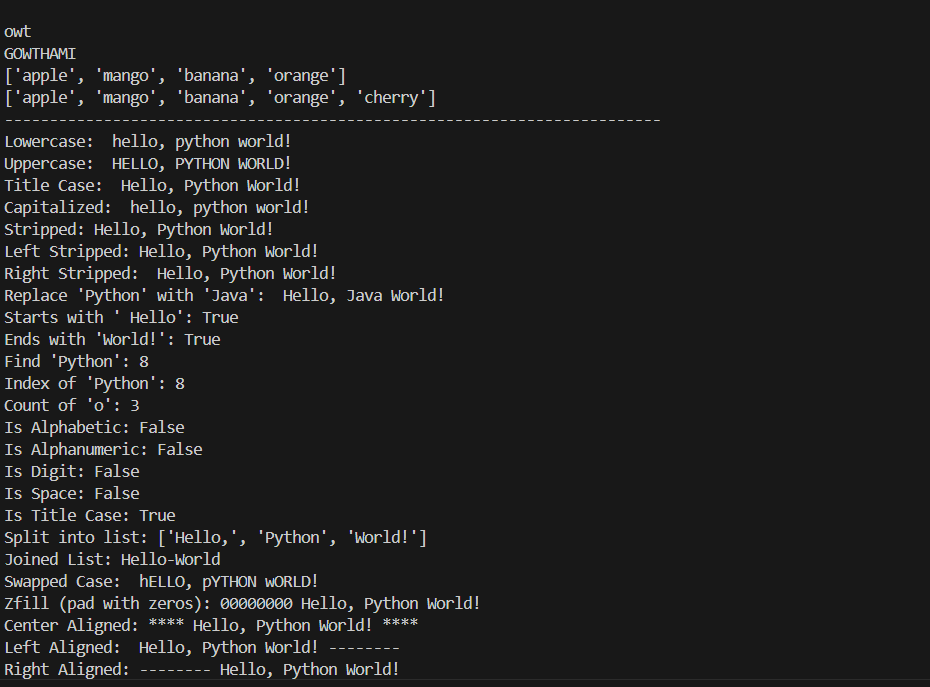 owt
GOWTHAMI
['apple', 'mango', 'banana', 'orange']
['apple', 'mango', 'banana', 'orange', 'cherry']
-------------------------------------------------------------------------
Lowercase:  hello, python world!
Uppercase:  HELLO, PYTHON WORLD!
Title Case:  Hello, Python World!
Capitalized:  hello, python world!
Stripped: Hello, Python World!
Left Stripped: Hello, Python World!
Right Stripped:  Hello, Python World!
Replace 'Python' with 'Java':  Hello, Java World!
Starts with ' Hello': True
Ends with 'World!': True
Find 'Python': 8
Index of 'Python': 8
Count of 'o': 3
Is Alphabetic: False
Is Alphanumeric: False
Is Digit: False
Is Space: False
Is Title Case: True
Split into list: ['Hello,', 'Python', 'World!']
Joined List: Hello-World
Swapped Case:  hELLO, pYTHON wORLD!
Zfill (pad with zeros): 00000000 Hello, Python World!
Center Aligned: **** Hello, Python World! ****
Left Aligned:  Hello, Python World! --------
Right Aligned: -------- Hello, Python World!